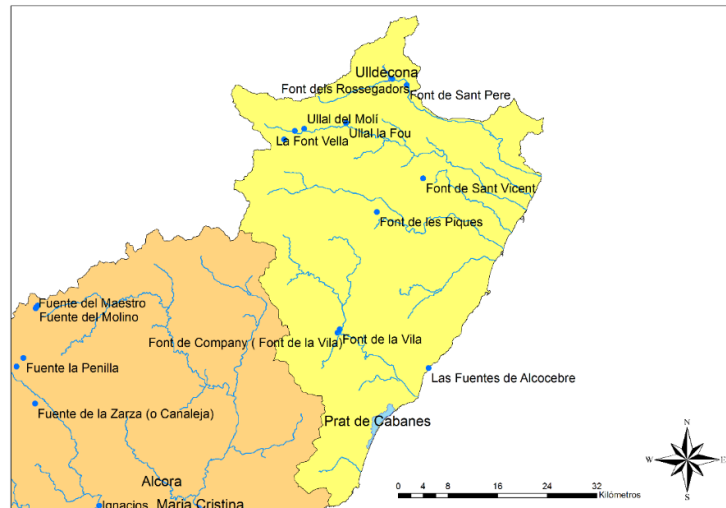 Ulldecona
Font dels Rossegadors
Font de Sant Pere
Ullal del Molí
Ullal la Fou
La Font Vella
Font de Sant Vicent
Font de les Piques
Fuente del Maestro
Fuente del Molino
Font de Company ( Font de la Vila)
Font de la Vila
Fuente la Penilla
Las Fuentes de Alcocebre
Fuente de la Zarza (o Canaleja)
Prat de Cabanes
N
W
E
S
Alcora
0 4 8 16 24 32
Kilómetros
Ignacios
Maria Cristina